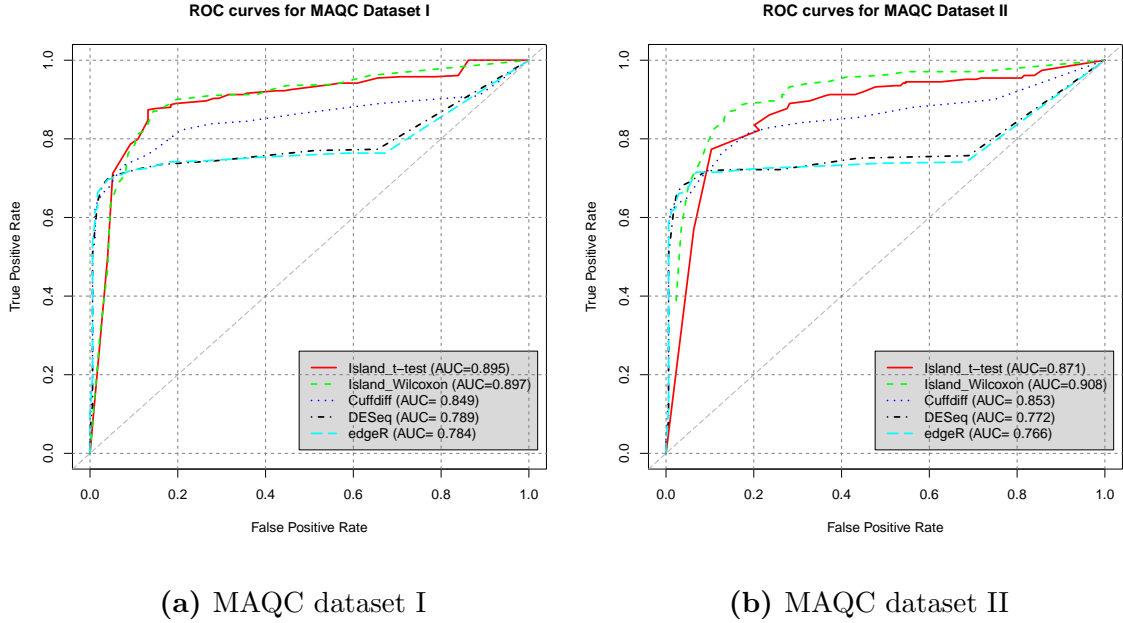 ROC curves for MAQC Dataset I
True Positive Rate
1.0
0.8
0.6
0.4
0.2
0.0
Island_t−test (AUC=0.895)
Island_Wilcoxon (AUC=0.897)
Cuffdiff (AUC= 0.849)
DESeq (AUC= 0.789)
edgeR (AUC= 0.784)
0.0 0.2 0.4 0.6 0.8 1.0
False Positive Rate
(a) MAQC dataset I
ROC curves for MAQC Dataset II
True Positive Rate
1.0
0.8
0.6
0.4
0.2
0.0
Island_t−test (AUC=0.871)
Island_Wilcoxon (AUC=0.908)
Cuffdiff (AUC= 0.853)
DESeq (AUC= 0.772)
edgeR (AUC= 0.766)
0.0 0.2 0.4 0.6 0.8 1.0
False Positive Rate
(b) MAQC dataset II